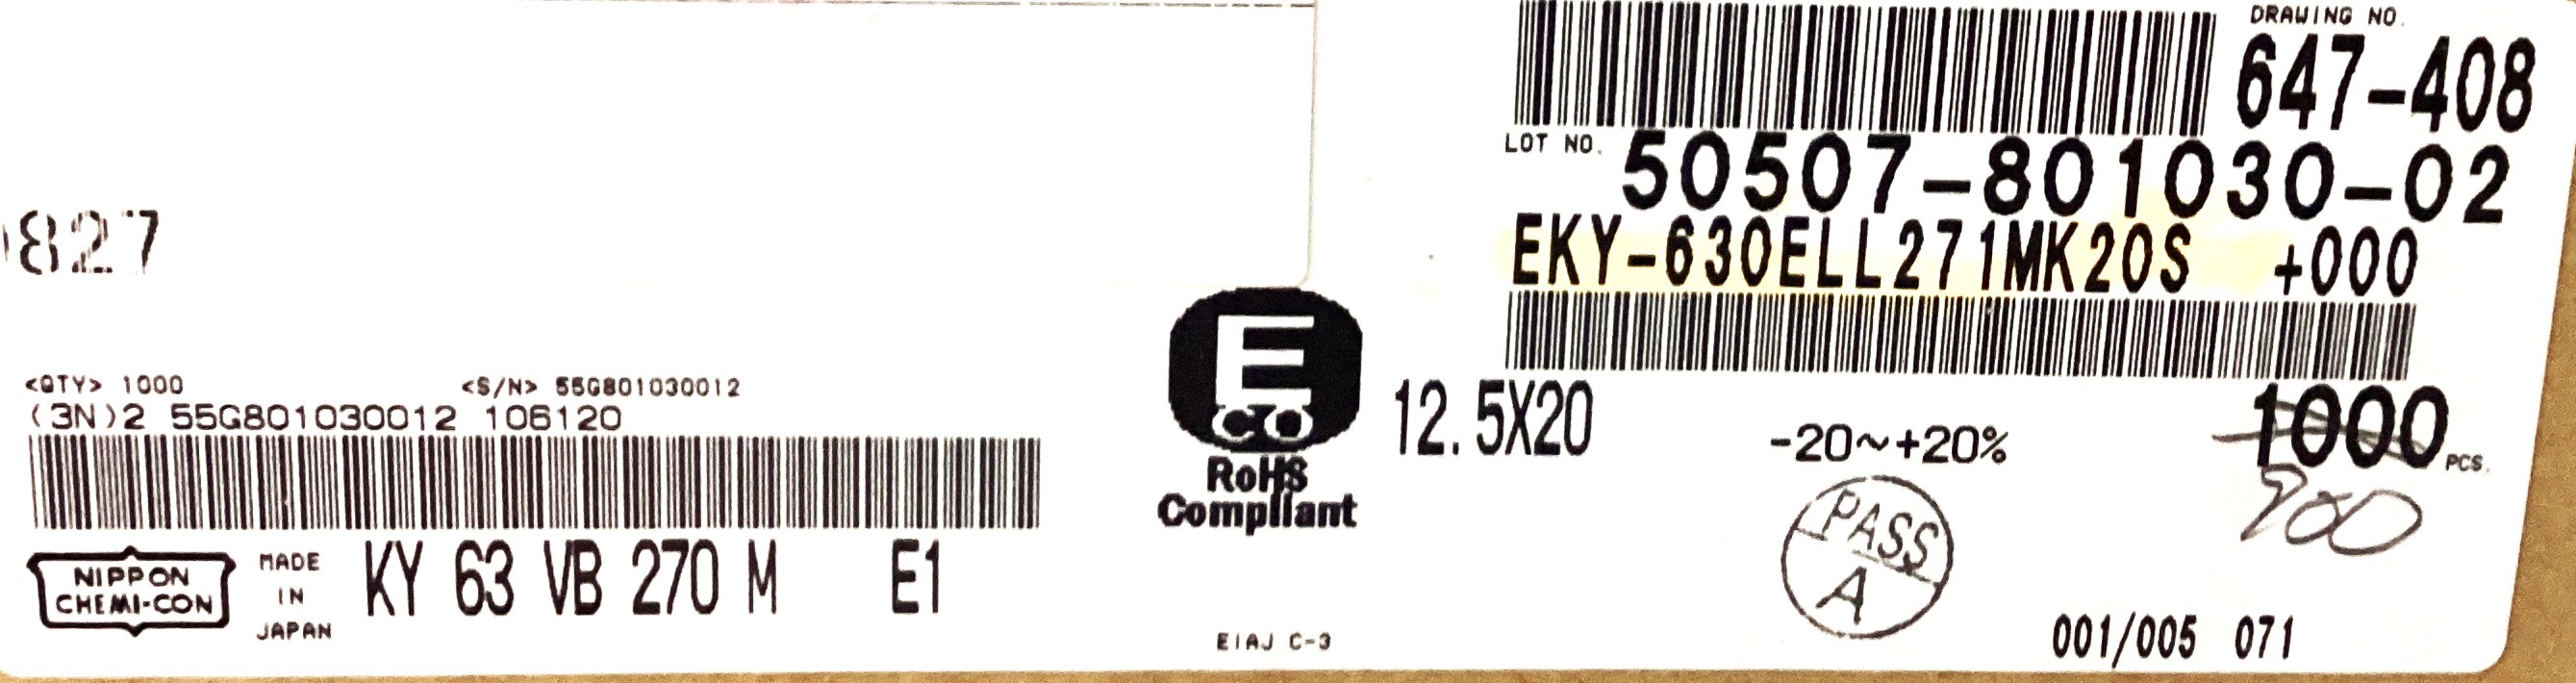 827
<QTY> 1000 <S/N> 55G801030012
(3N)2 55G801030012 106120
NIPPON
CHEMI-CON
MADE
IN
JAPAN
KY 63 VB 270 M E1
ECO
RoHS
Compliant
EIAJ C-3
DRAWING NO.
647-408
LOT NO. 50507-801030-02
EKY-630ELL271MK20S +000
12.5X20
-20~+20%
1000 PCS.
900
PASS
A
001/005 071